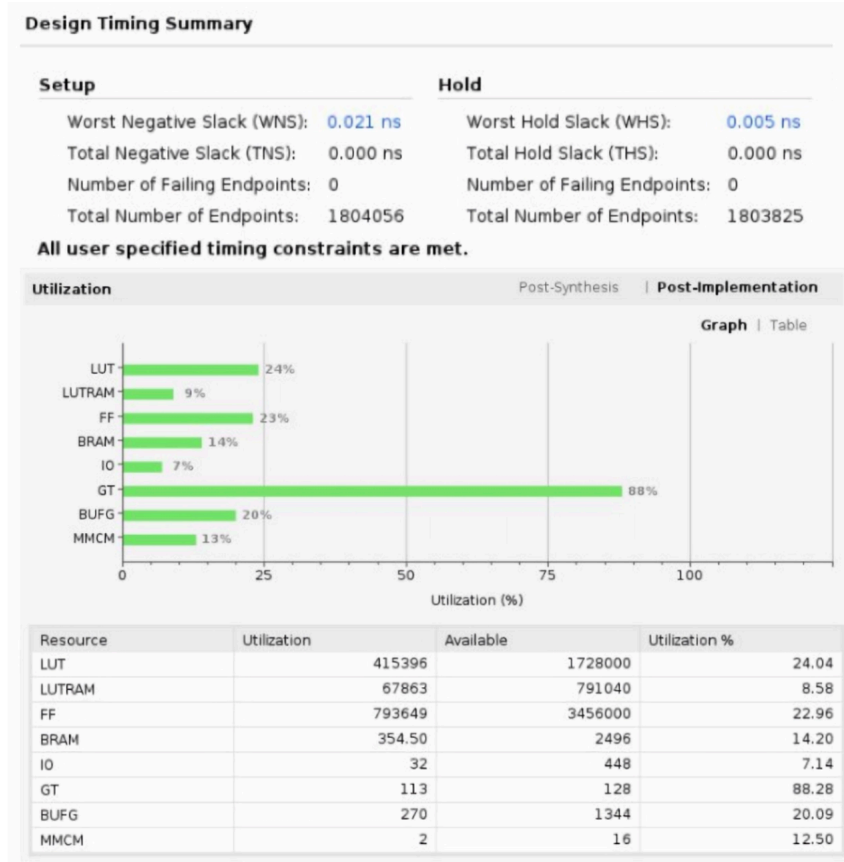 Design Timing Summary
Setup
Worst Negative Slack (WNS): 0.021 ns
Total Negative Slack (TNS): 0.000 ns
Number of Failing Endpoints: 0
Total Number of Endpoints: 1804056
Hold
Worst Hold Slack (WHS): 0.005 ns
Total Hold Slack (THS): 0.000 ns
Number of Failing Endpoints: 0
Total Number of Endpoints: 1803825
All user specified timing constraints are met.
Utilization Post-Synthesis | Post-Implementation
Graph | Table
LUT 24%
LUTRAM 9%
FF 23%
BRAM 14%
IO 7%
GT 88%
BUFG 20%
MMCM 13%
0 25 50 75 100
Utilization (%)
Resource Utilization Available Utilization %
LUT 415396 1728000 24.04
LUTRAM 67863 791040 8.58
FF 793649 3456000 22.96
BRAM 354.50 2496 14.20
IO 32 448 7.14
GT 113 128 88.28
BUFG 270 1344 20.09
MMCM 2 16 12.50